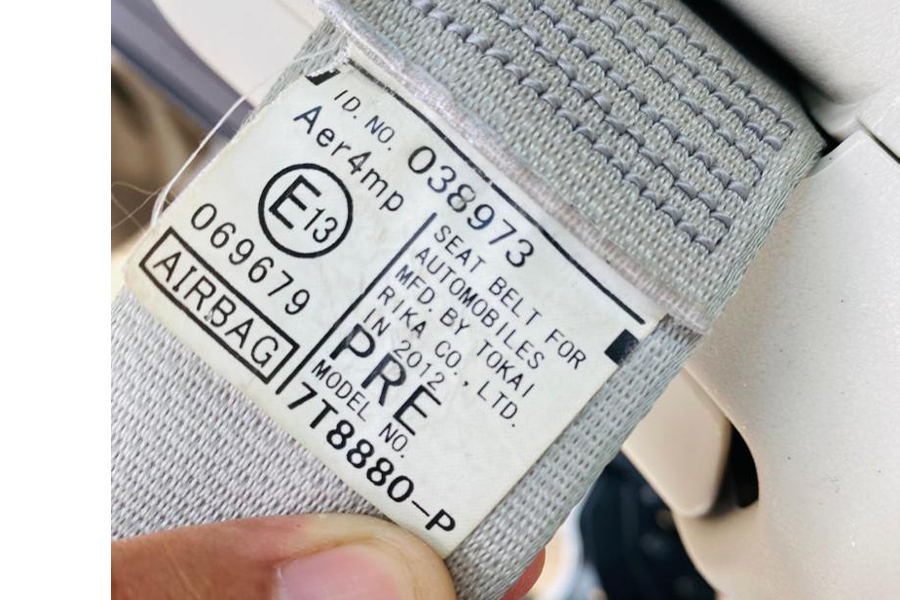 ID. NO. 038973
Aer4mp
E13
069679
AIRBAG
SEAT BELT FOR
AUTOMOBILES
MFD. BY TOKAI
RIKA CO., LTD.
IN 2012
PRE
MODEL NO.
7T8880-P